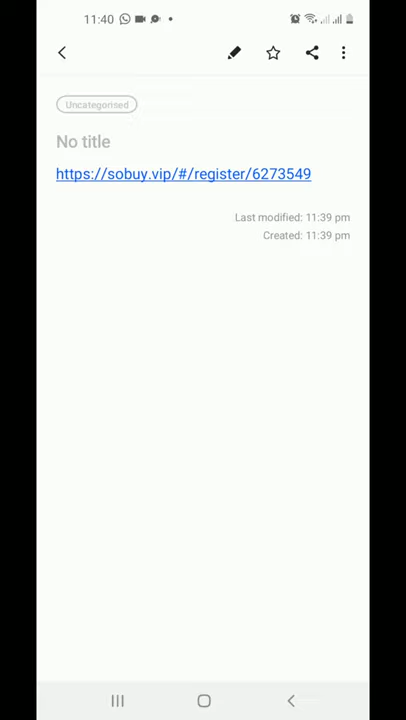 11:40
Uncategorised
No title
https://sobuy.vip/#/register/6273549
Last modified: 11:39 pm
Created: 11:39 pm